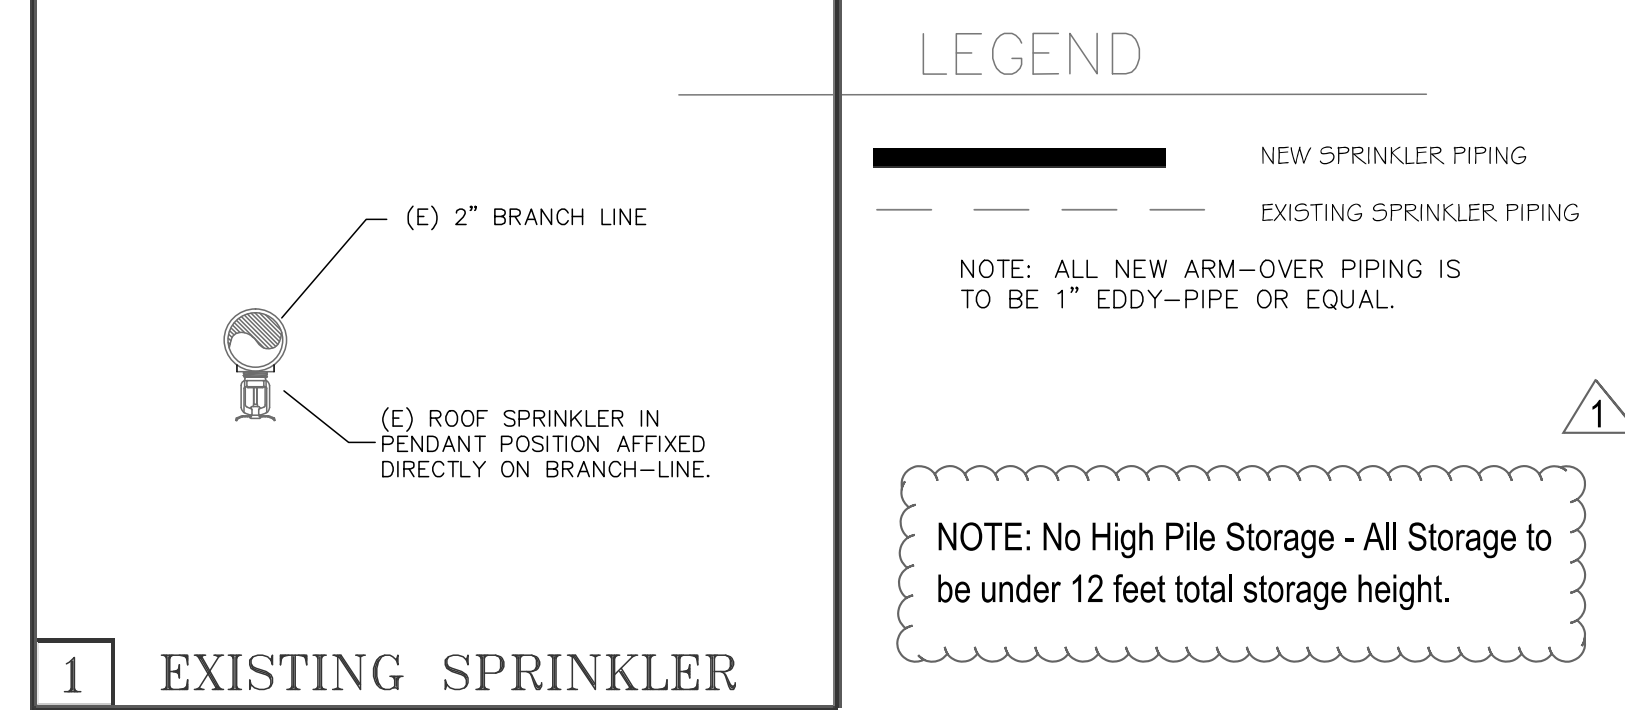 (E) 2” BRANCH LINE
(E) ROOF SPRINKLER IN
PENDANT POSITION AFFIXED
DIRECTLY ON BRANCH–LINE.
1
EXISTING SPRINKLER
LEGEND
NEW SPRINKLER PIPING
EXISTING SPRINKLER PIPING
NOTE: ALL NEW ARM–OVER PIPING IS
TO BE 1” EDDY–PIPE OR EQUAL.
1
NOTE: No High Pile Storage - All Storage to
be under 12 feet total storage height.